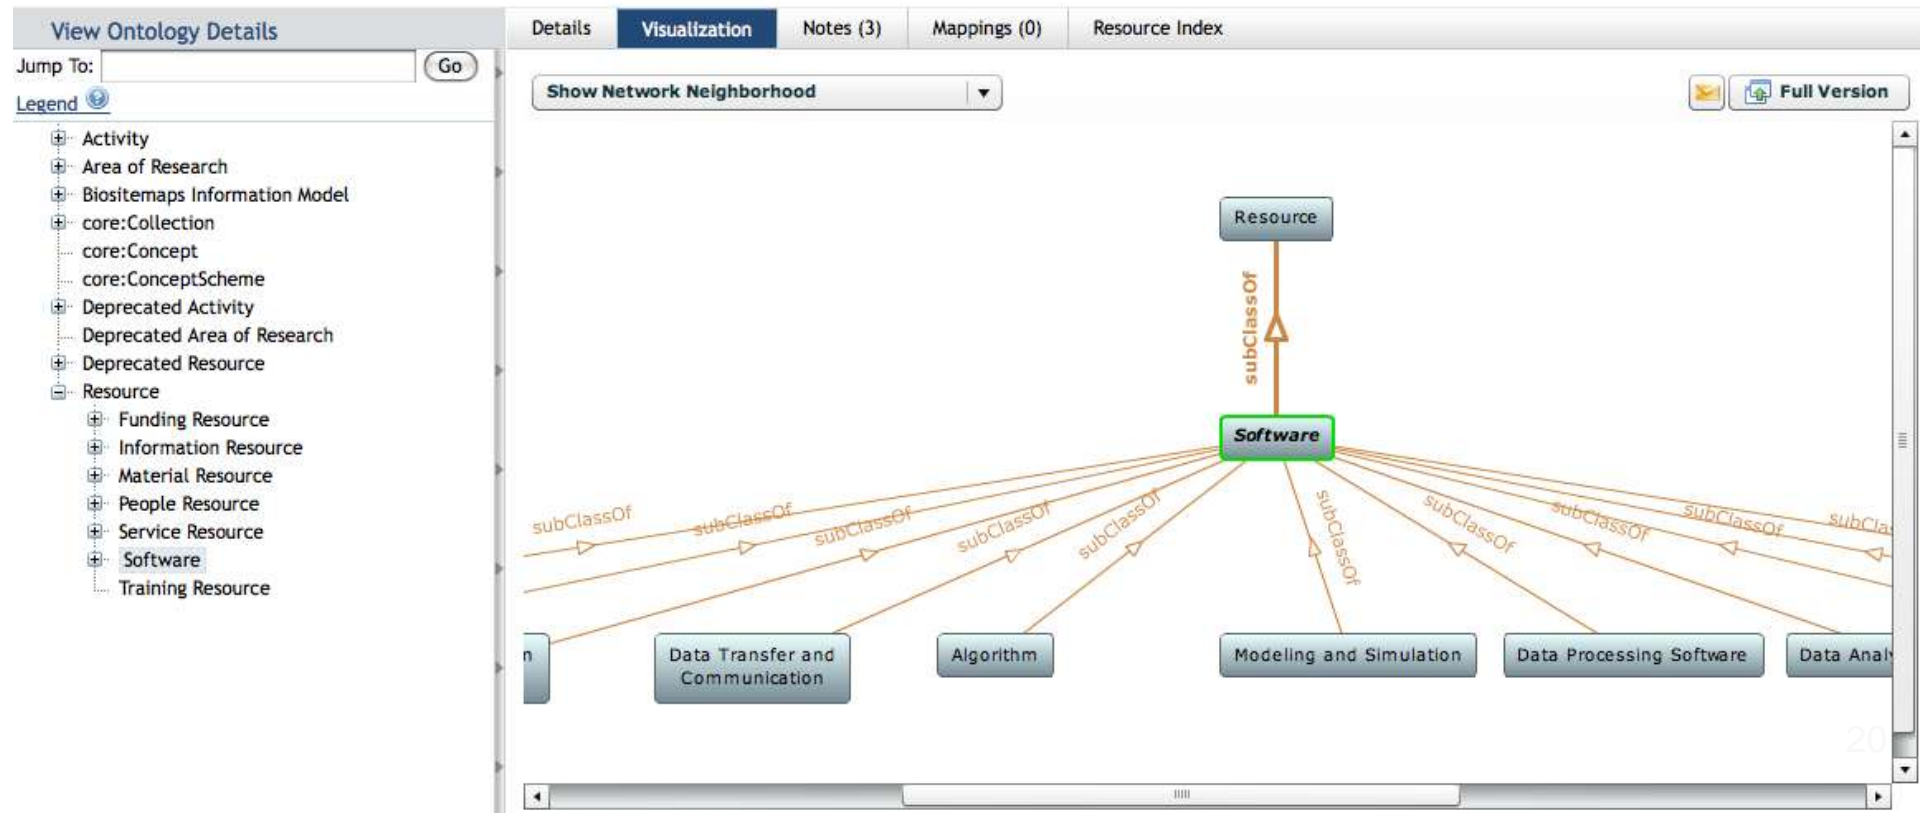 View Ontology Details
Details
Visualization
Notes (3)
Mappings (0)
Resource Index
Jump To:
Go
Legend
Show Network Neighborhood
Full Version
Activity
Area of Research
Biositemaps Information Model
core:Collection
core:Concept
core:ConceptScheme
Deprecated Activity
Deprecated Area of Research
Deprecated Resource
Resource
Funding Resource
Information Resource
Material Resource
People Resource
Service Resource
Software
Training Resource
Resource
subClassOf
Software
subClassOf
subClassOf
subClassOf
subClassOf
subClassOf
subClassOf
subClassOf
subClassOf
subClassOf
subCla
n
Data Transfer and
Communication
Algorithm
Modeling and Simulation
Data Processing Software
Data Anal
20